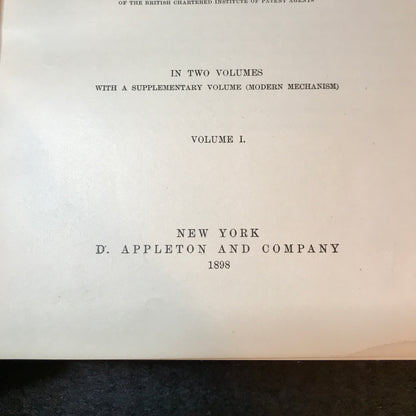 OF THE BRITISH CHARTERED INSTITUTE OF PATENT AGENTS
IN TWO VOLUMES
WITH A SUPPLEMENTARY VOLUME (MODERN MECHANISM)
VOLUME I.
NEW YORK
D. APPLETON AND COMPANY
1898